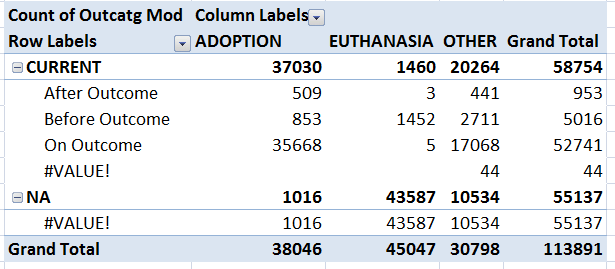 Count of Outcatg Mod Column Labels
Row Labels ADOPTION EUTHANASIA OTHER Grand Total
CURRENT 37030 1460 20264 58754
After Outcome 509 3 441 953
Before Outcome 853 1452 2711 5016
On Outcome 35668 5 17068 52741
#VALUE! 44 44
NA 1016 43587 10534 55137
#VALUE! 1016 43587 10534 55137
Grand Total 38046 45047 30798 113891